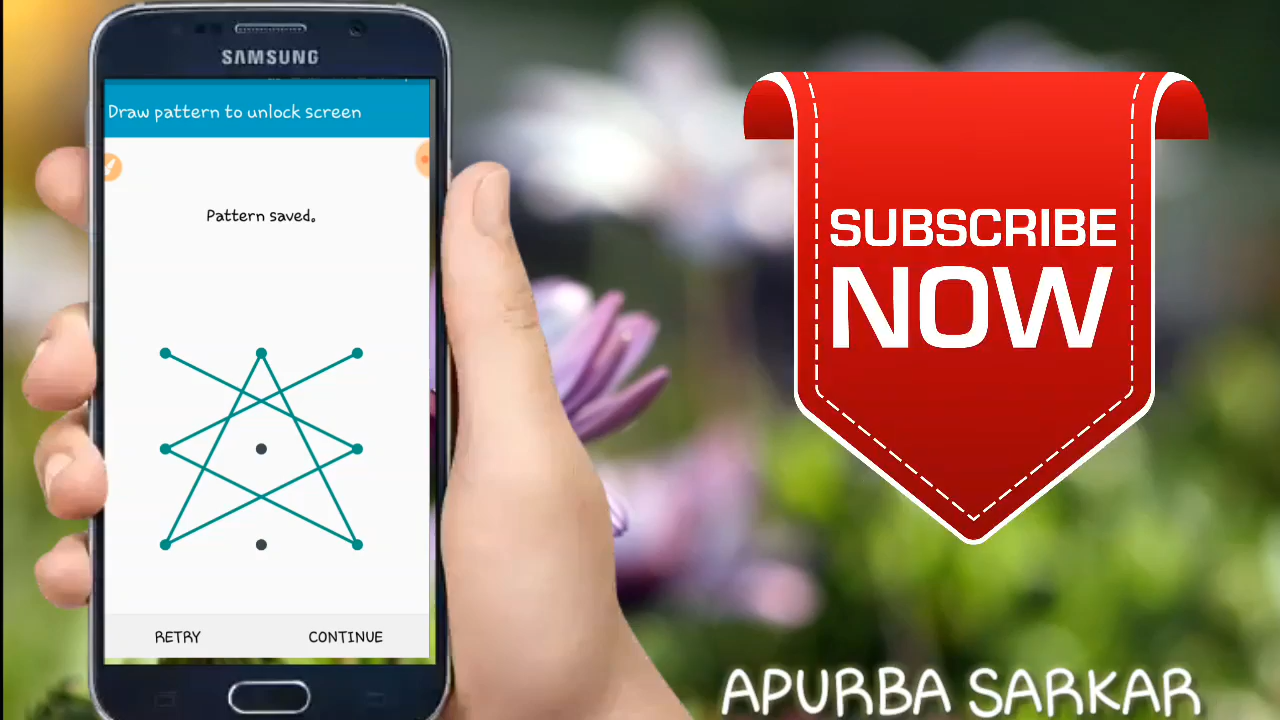 SAMSUNG
Draw pattern to unlock screen
Pattern saved.
RETRY CONTINUE
SUBSCRIBE
NOW
APURBA SARKAR